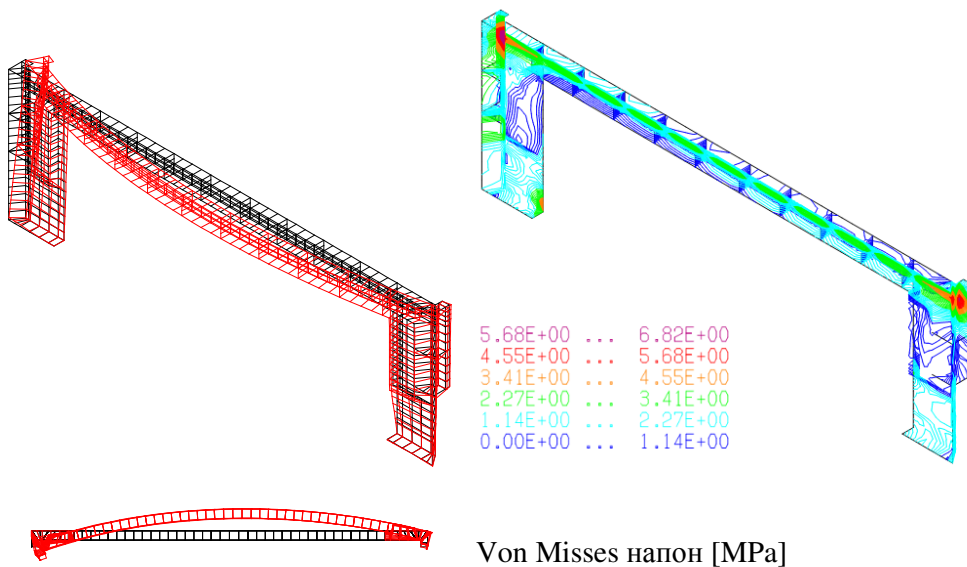 5.68E+00 ... 6.82E+00
4.55E+00 ... 5.68E+00
3.41E+00 ... 4.55E+00
2.27E+00 ... 3.41E+00
1.14E+00 ... 2.27E+00
0.00E+00 ... 1.14E+00
Von Misses напон [MPa]